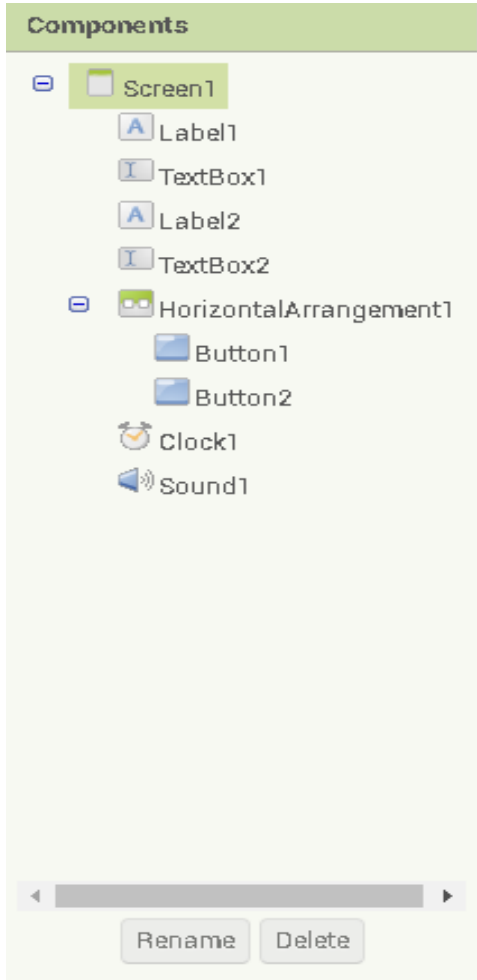 Components
Screen1
Label1
TextBox1
Label2
TextBox2
HorizontalArrangement1
Button1
Button2
Clock1
Sound1
Rename Delete